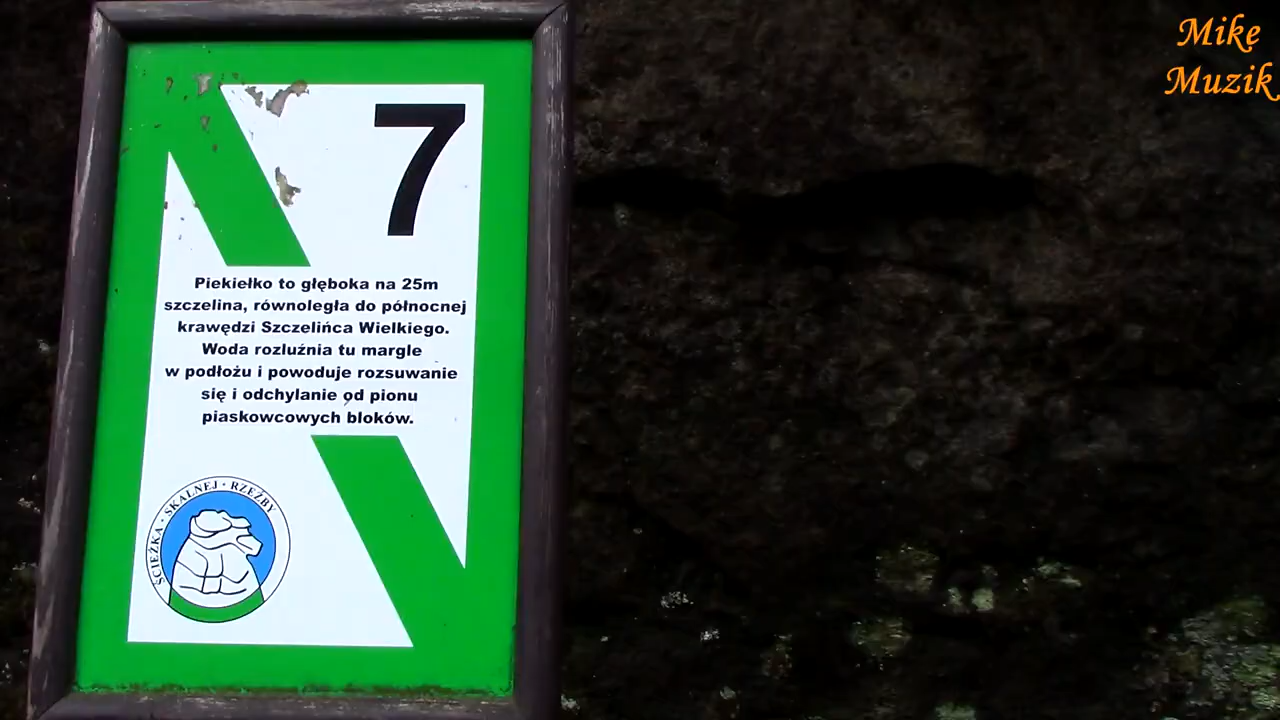 Mike
Muzik
7
Piekiełko to głęboka na 25m
szczelina, równoległa do północnej
krawędzi Szczelińca Wielkiego.
Woda rozluźnia tu margle
w podłożu i powoduje rozsuwanie
się i odchylanie od pionu
piaskowcowych bloków.
ŚCIEŻKA · SKALNEJ · RZEŹBY